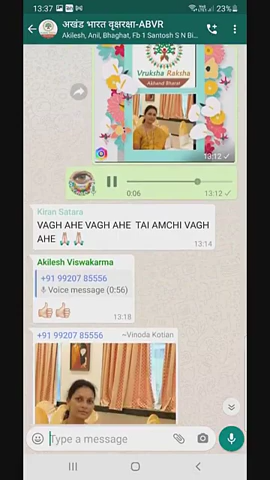 13:37
23%
अखंड भारत वृक्षरक्षा-ABVR
Akilesh, Anil, Bhaghat, Fb 1 Santosh S N Bi...
Vruksha Raksha
Akhand Bharat
13:12
0:06
13:12
Kiran Satara
VAGH AHE VAGH AHE TAI AMCHI VAGH
AHE 🙏🏻🙏🏻
13:14
Akilesh Viswakarma
+91 99207 85556
Voice message (0:56)
👍🏻👍🏻
13:18
+91 99207 85556
~Vinoda Kotian
Type a message